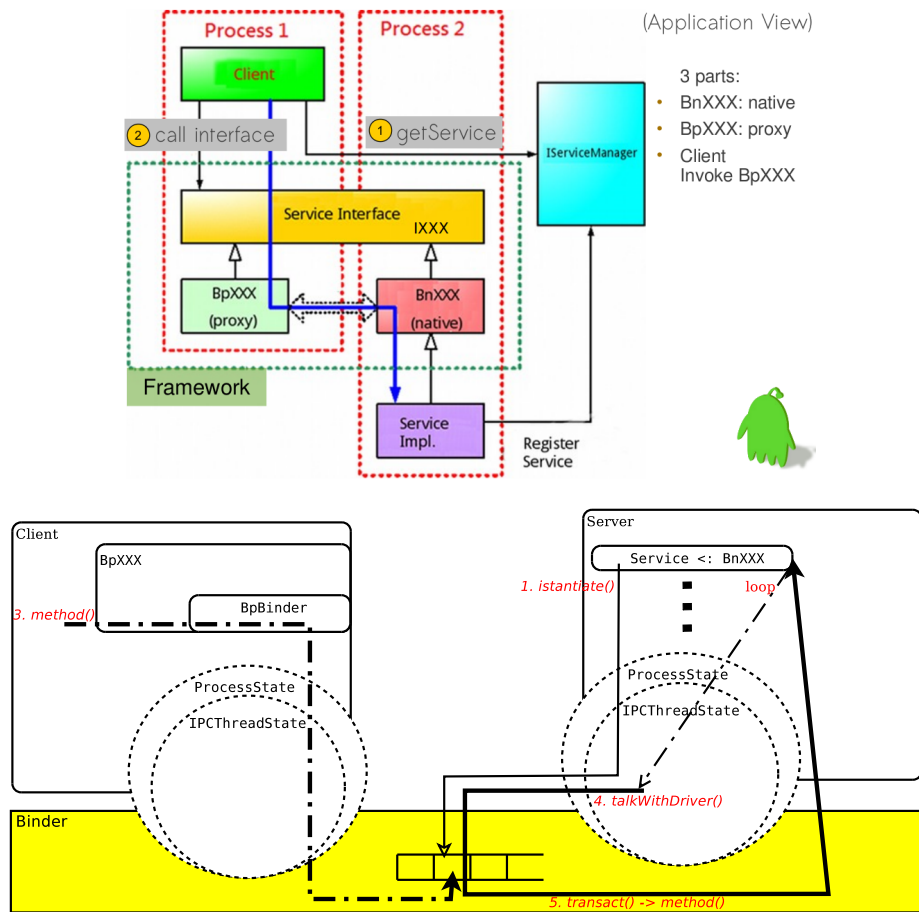 Process 1
Process 2
(Application View)
Client
3 parts:
• BnXXX: native
• BpXXX: proxy
• Client
Invoke BpXXX
2 call interface
1 getService
IServiceManager
Service Interface
IXXX
BpXXX
(proxy)
BnXXX
(native)
Framework
Service
Impl.
Register
Service
Client
BpXXX
BpBinder
3. method()
ProcessState
IPCThreadState
Server
Service <: BnXXX
1. istantiate()
loop
ProcessState
IPCThreadState
4. talkWithDriver()
Binder
5. transact() -> method()